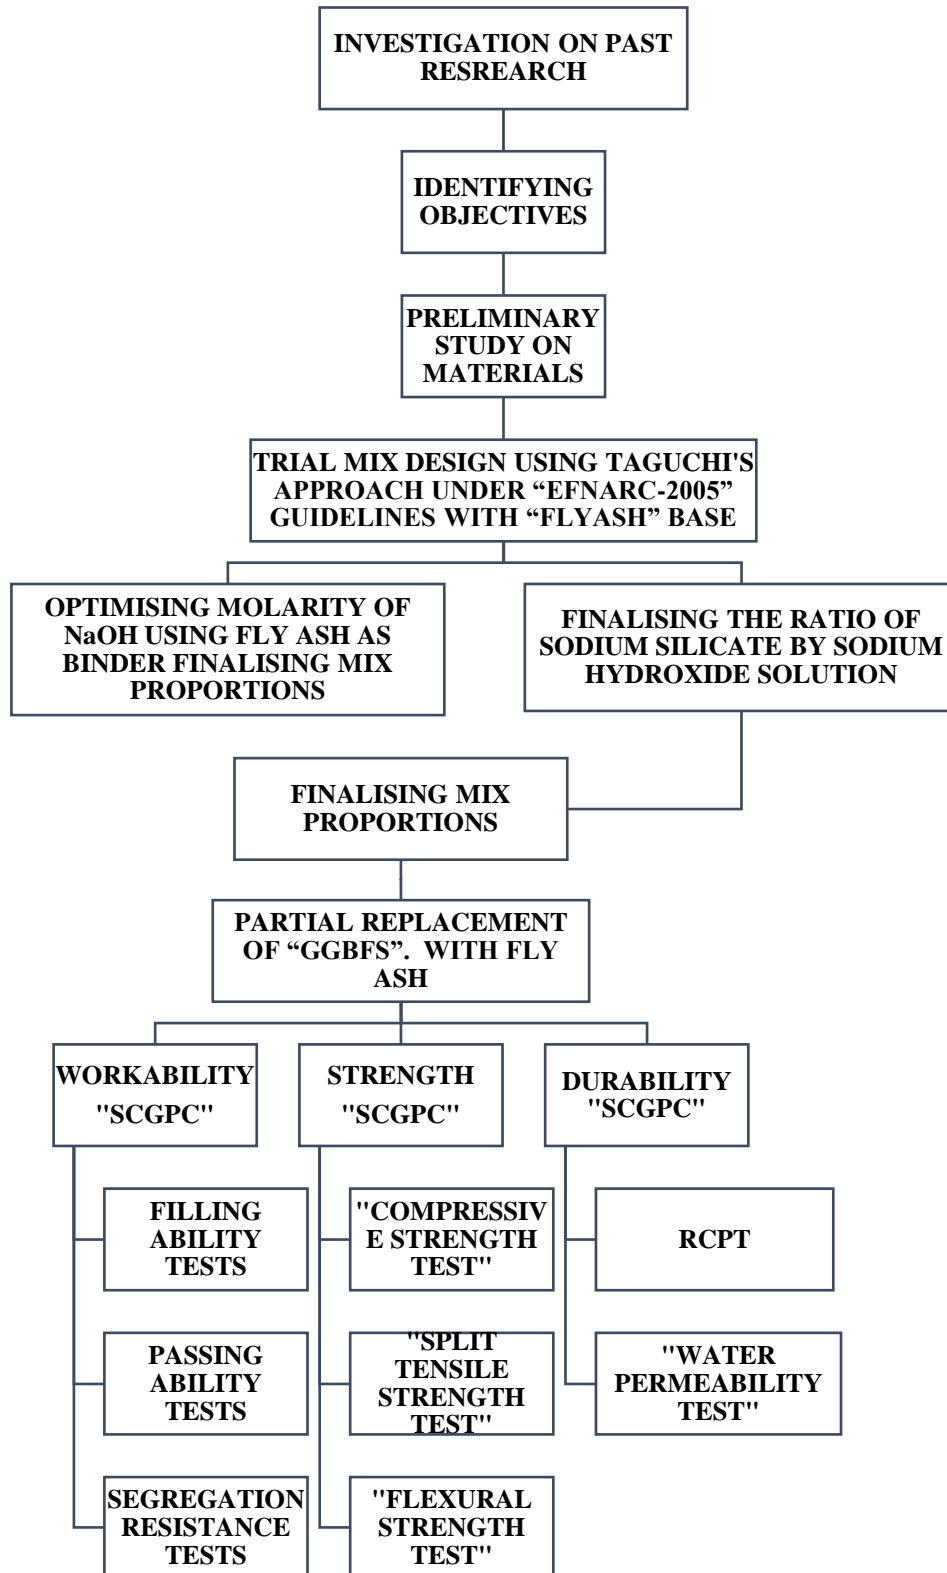 INVESTIGATION ON PAST
RESREARCH
IDENTIFYING
OBJECTIVES
PRELIMINARY
STUDY ON
MATERIALS
TRIAL MIX DESIGN USING TAGUCHI'S
APPROACH UNDER “EFNARC-2005”
GUIDELINES WITH “FLYASH” BASE
OPTIMISING MOLARITY OF
NaOH USING FLY ASH AS
BINDER FINALISING MIX
PROPORTIONS
FINALISING THE RATIO OF
SODIUM SILICATE BY SODIUM
HYDROXIDE SOLUTION
FINALISING MIX
PROPORTIONS
PARTIAL REPLACEMENT
OF “GGBFS”. WITH FLY
ASH
WORKABILITY
"SCGPC"
STRENGTH
"SCGPC"
DURABILITY
"SCGPC"
FILLING
ABILITY
TESTS
"COMPRESSIV
E STRENGTH
TEST"
RCPT
PASSING
ABILITY
TESTS
"SPLIT
TENSILE
STRENGTH
TEST"
"WATER
PERMEABILITY
TEST"
SEGREGATION
RESISTANCE
TESTS
"FLEXURAL
STRENGTH
TEST"